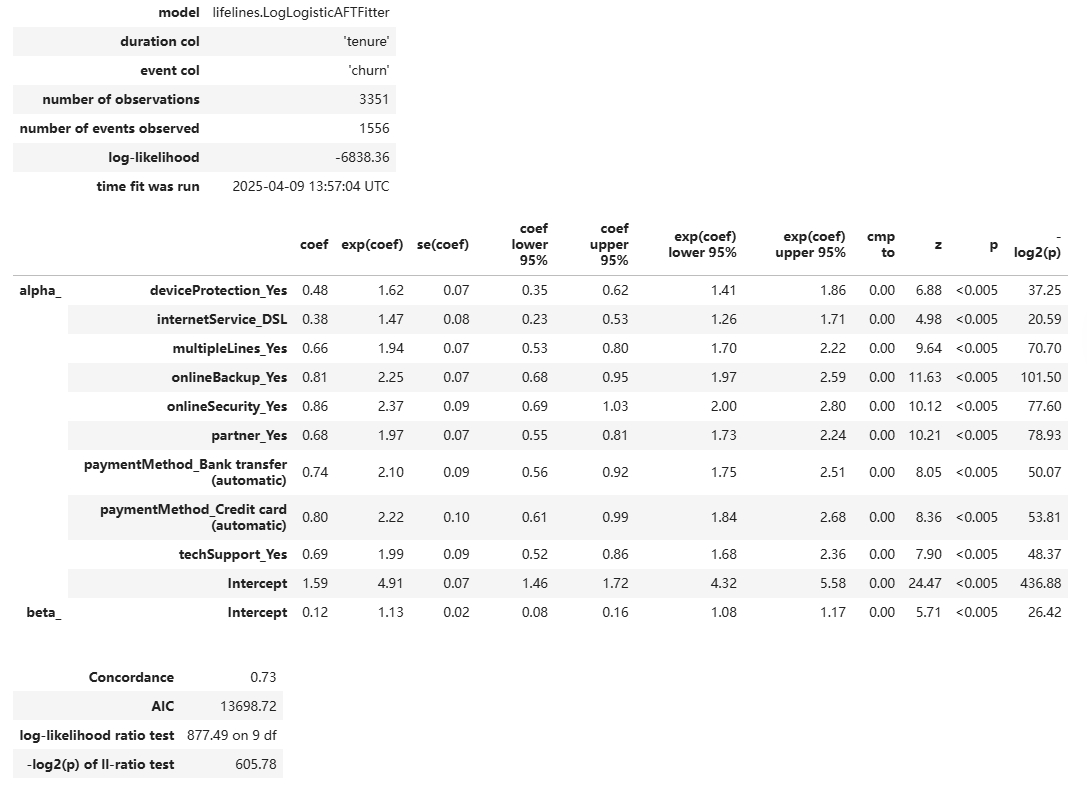 model lifelines.LogLogisticAFTFitter
duration col 'tenure'
event col 'churn'
number of observations 3351
number of events observed 1556
log-likelihood -6838.36
time fit was run 2025-04-09 13:57:04 UTC
coef exp(coef) se(coef) coef lower 95% coef upper 95% exp(coef) lower 95% exp(coef) upper 95% cmp to z p -log2(p)
alpha_ deviceProtection_Yes 0.48 1.62 0.07 0.35 0.62 1.41 1.86 0.00 6.88 <0.005 37.25
internetService_DSL 0.38 1.47 0.08 0.23 0.53 1.26 1.71 0.00 4.98 <0.005 20.59
multipleLines_Yes 0.66 1.94 0.07 0.53 0.80 1.70 2.22 0.00 9.64 <0.005 70.70
onlineBackup_Yes 0.81 2.25 0.07 0.68 0.95 1.97 2.59 0.00 11.63 <0.005 101.50
onlineSecurity_Yes 0.86 2.37 0.09 0.69 1.03 2.00 2.80 0.00 10.12 <0.005 77.60
partner_Yes 0.68 1.97 0.07 0.55 0.81 1.73 2.24 0.00 10.21 <0.005 78.93
paymentMethod_Bank transfer (automatic) 0.74 2.10 0.09 0.56 0.92 1.75 2.51 0.00 8.05 <0.005 50.07
paymentMethod_Credit card (automatic) 0.80 2.22 0.10 0.61 0.99 1.84 2.68 0.00 8.36 <0.005 53.81
techSupport_Yes 0.69 1.99 0.09 0.52 0.86 1.68 2.36 0.00 7.90 <0.005 48.37
Intercept 1.59 4.91 0.07 1.46 1.72 4.32 5.58 0.00 24.47 <0.005 436.88
beta_ Intercept 0.12 1.13 0.02 0.08 0.16 1.08 1.17 0.00 5.71 <0.005 26.42
Concordance 0.73
AIC 13698.72
log-likelihood ratio test 877.49 on 9 df
-log2(p) of ll-ratio test 605.78